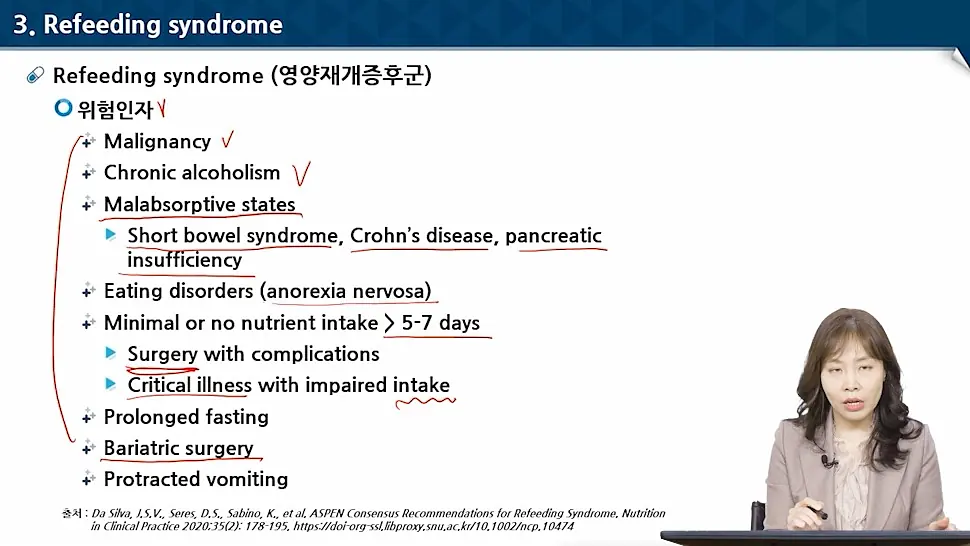 3. Refeeding syndrome
Refeeding syndrome (영양재개증후군)
위험인자
Malignancy
Chronic alcoholism
Malabsorptive states
Short bowel syndrome, Crohn's disease, pancreatic
insufficiency
Eating disorders (anorexia nervosa)
Minimal or no nutrient intake > 5-7 days
Surgery with complications
Critical illness with impaired intake
Prolonged fasting
Bariatric surgery
Protracted vomiting
출처 : Da Silva, J.S.V., Seres, D.S., Sabino, K., et al. ASPEN Consensus Recommendations for Refeeding Syndrome. Nutrition
in Clinical Practice 2020;35(2): 178-195, https://doi-org-ssl.libproxy.snu.ac.kr/10.1002/ncp.10474